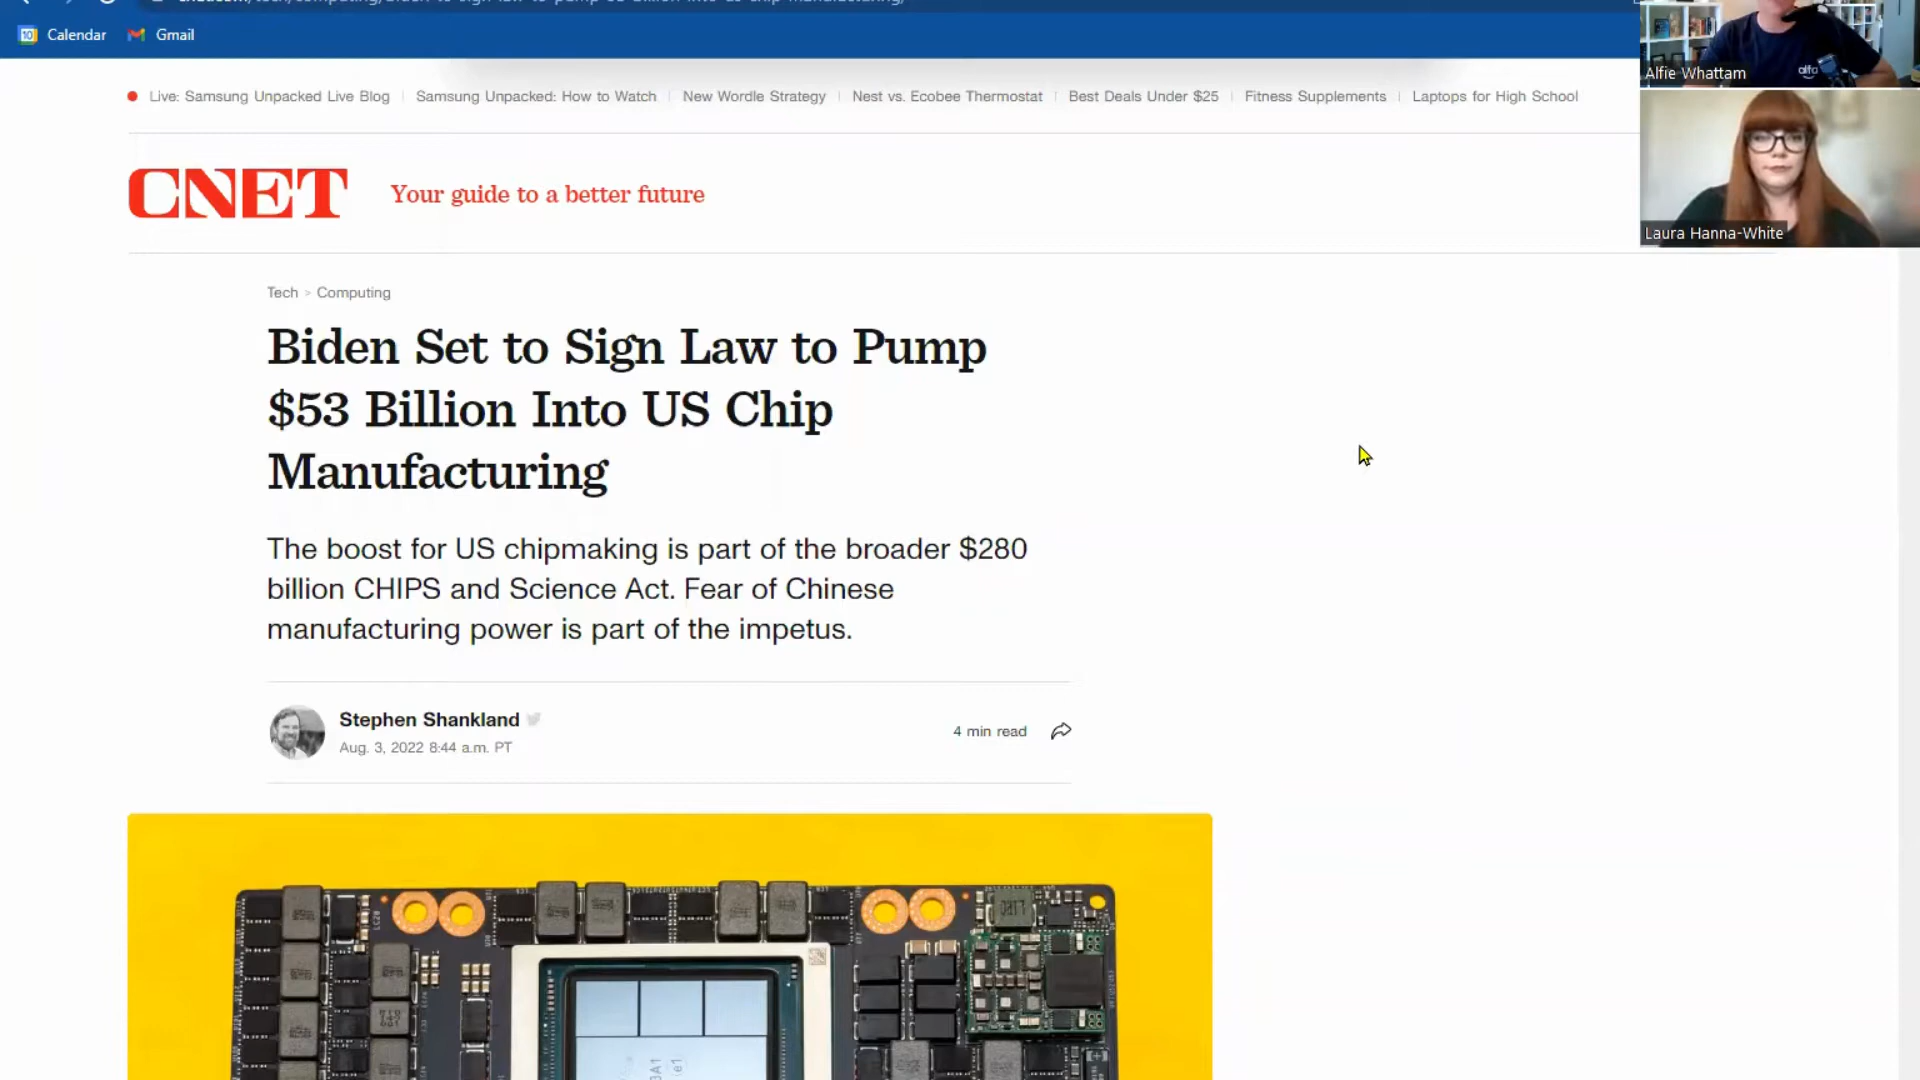 Calendar
Gmail
Alfie Whattam
Live: Samsung Unpacked Live Blog
Samsung Unpacked: How to Watch
New Wordle Strategy
Nest vs. Ecobee Thermostat
Best Deals Under $25
Fitness Supplements
Laptops for High School
CNET
Your guide to a better future
Laura Hanna-White
Tech > Computing
Biden Set to Sign Law to Pump
$53 Billion Into US Chip
Manufacturing
The boost for US chipmaking is part of the broader $280
billion CHIPS and Science Act. Fear of Chinese
manufacturing power is part of the impetus.
Stephen Shankland
4 min read
Aug. 3, 2022 8:44 a.m. PT